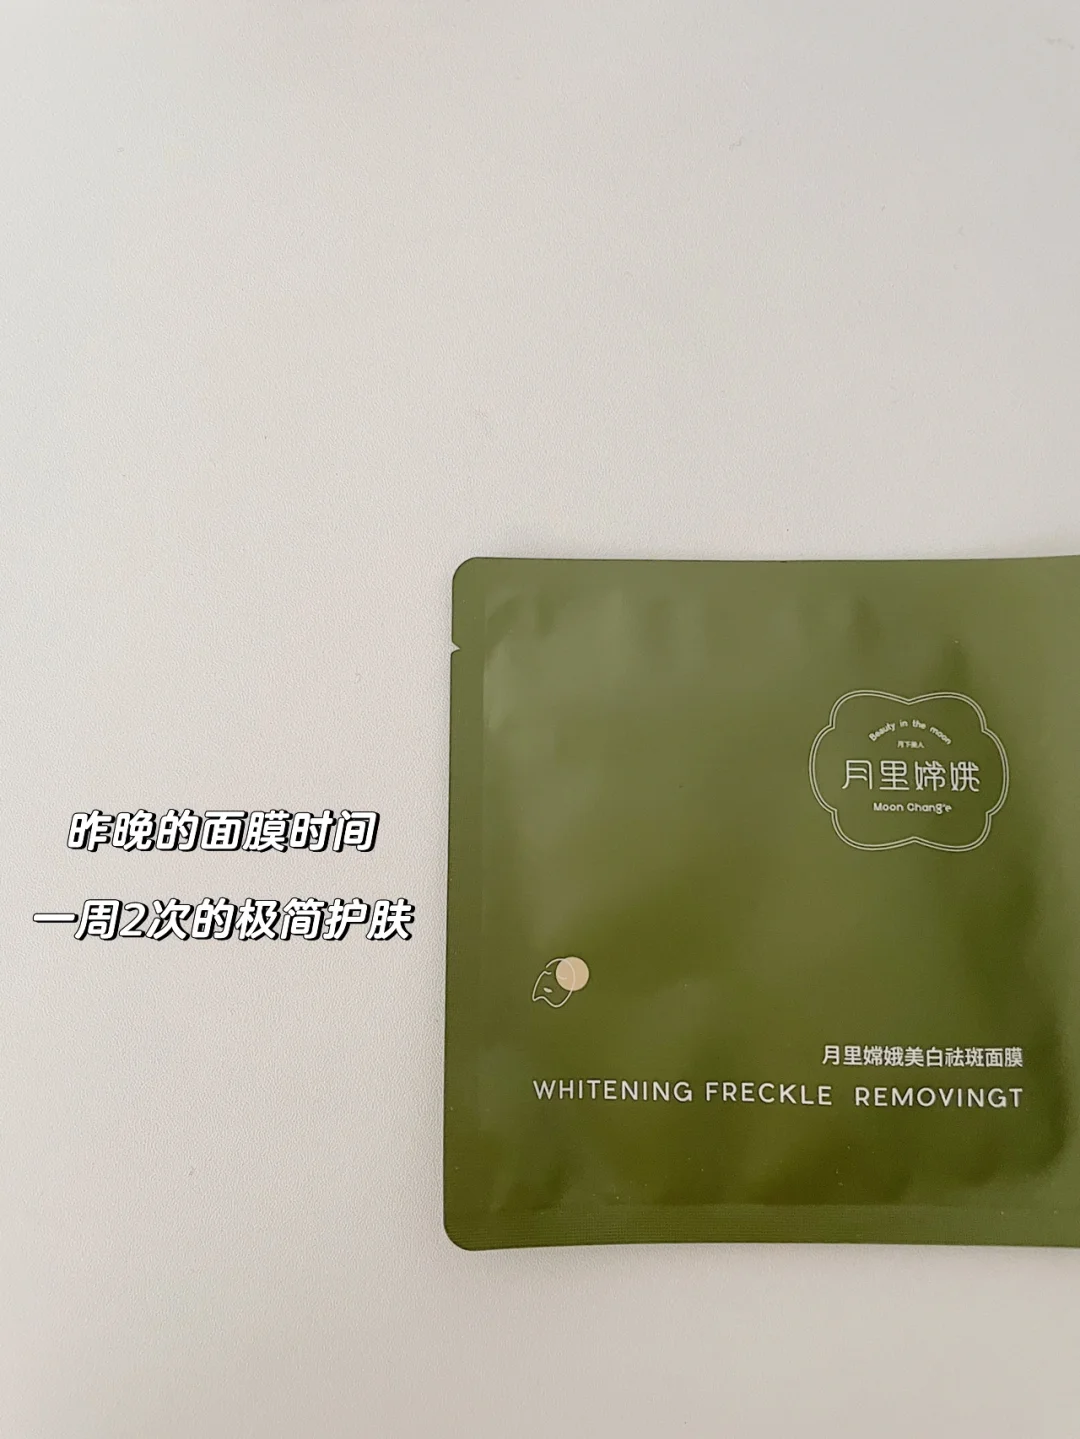 Beauty in the moon
月下美人
月里嫦娥
Moon Chang'e
昨晚的面膜时间
一周2次的极简护肤
月里嫦娥美白祛斑面膜
WHITENING FRECKLE REMOVINGT